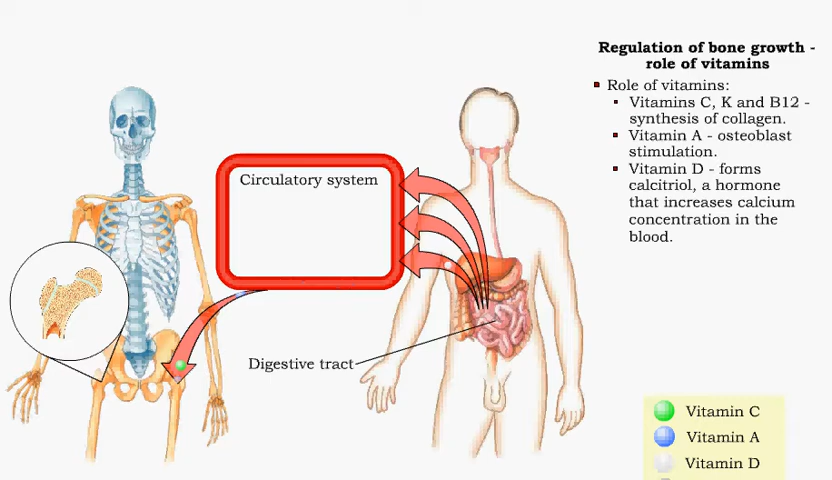 Regulation of bone growth -
role of vitamins
Role of vitamins:
Vitamins C, K and B12 -
synthesis of collagen.
Vitamin A - osteoblast
stimulation.
Vitamin D - forms
calcitriol, a hormone
that increases calcium
concentration in the
blood.
Circulatory system
Digestive tract
Vitamin C
Vitamin A
Vitamin D